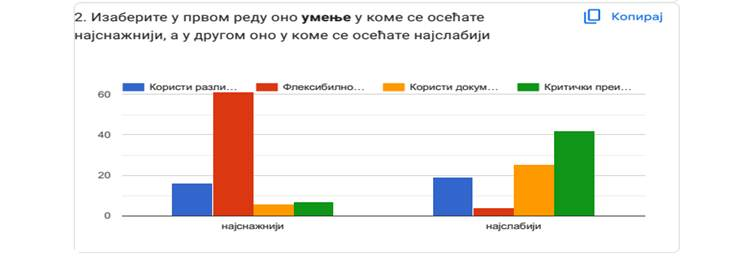 2. Изаберите у првом реду оно умење у коме се осећате
најснажнији, а у другом оно у коме се осећате најслабији
Копирај
Користи разли... Флексибилно... Користи докум... Критички преи...
60
40
20
0
најснажнији најслабији